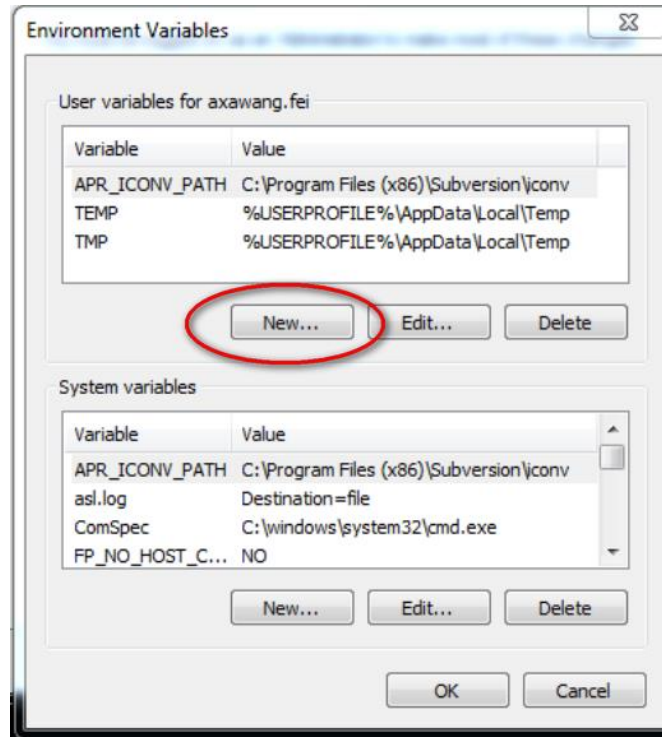 Environment Variables
User variables for axawang.fei
Variable Value
APR_ICONV_PATH C:\Program Files (x86)\Subversion\iconv
TEMP %USERPROFILE%\AppData\Local\Temp
TMP %USERPROFILE%\AppData\Local\Temp
New... Edit... Delete
System variables
Variable Value
APR_ICONV_PATH C:\Program Files (x86)\Subversion\iconv
asl.log Destination=file
ComSpec C:\windows\system32\cmd.exe
FP_NO_HOST_C... NO
New... Edit... Delete
OK Cancel